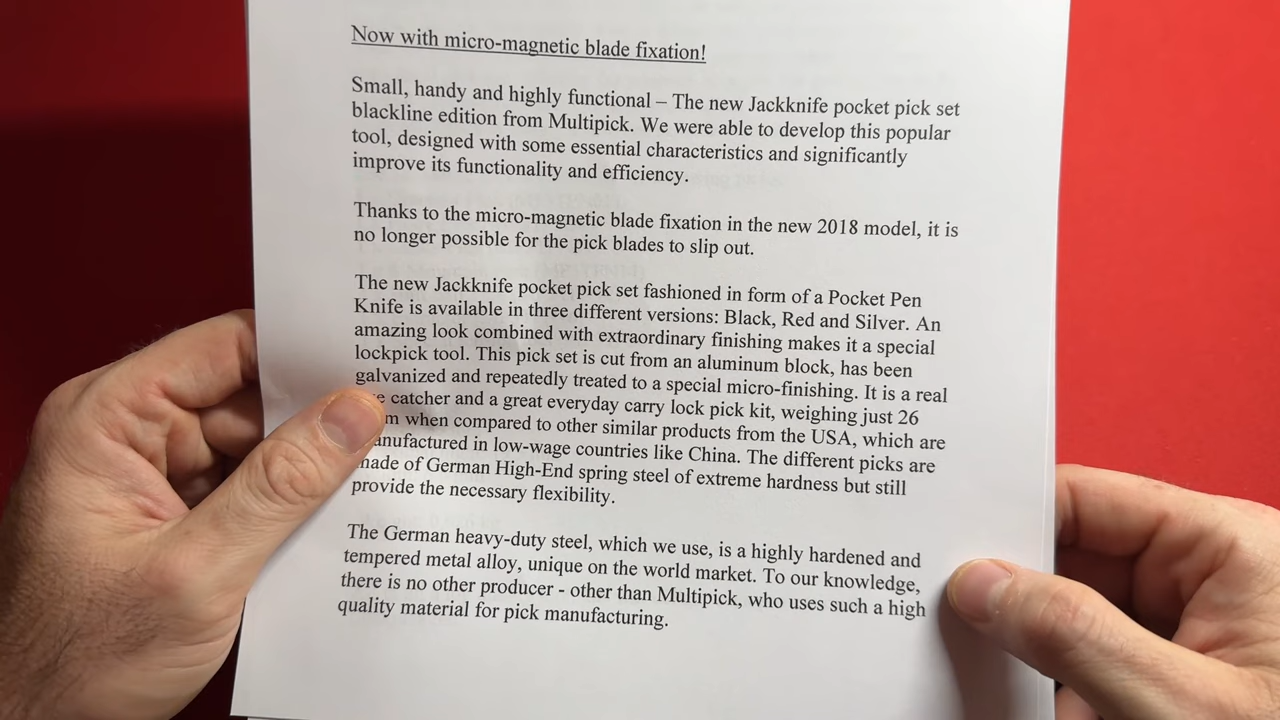 Now with micro-magnetic blade fixation!
Small, handy and highly functional – The new Jackknife pocket pick set
blackline edition from Multipick. We were able to develop this popular
tool, designed with some essential characteristics and significantly
improve its functionality and efficiency.
Thanks to the micro-magnetic blade fixation in the new 2018 model, it is
no longer possible for the pick blades to slip out.
The new Jackknife pocket pick set fashioned in form of a Pocket Pen
Knife is available in three different versions: Black, Red and Silver. An
amazing look combined with extraordinary finishing makes it a special
lockpick tool. This pick set is cut from an aluminum block, has been
galvanized and repeatedly treated to a special micro-finishing. It is a real
catcher and a great everyday carry lock pick kit, weighing just 26
when compared to other similar products from the USA, which are
manufactured in low-wage countries like China. The different picks are
made of German High-End spring steel of extreme hardness but still
provide the necessary flexibility.
The German heavy-duty steel, which we use, is a highly hardened and
tempered metal alloy, unique on the world market. To our knowledge,
there is no other producer - other than Multipick, who uses such a high
quality material for pick manufacturing.